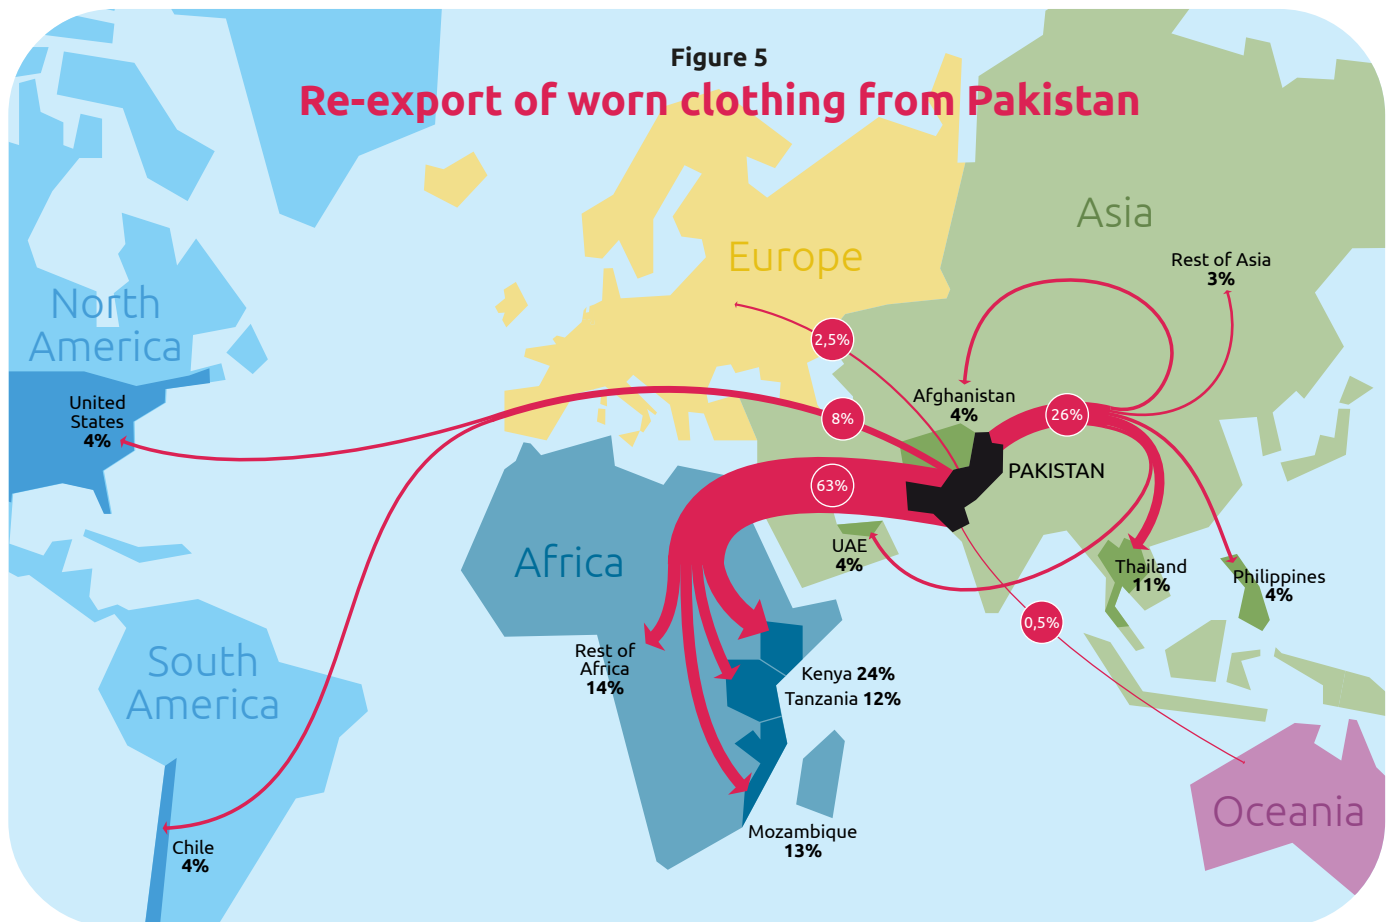 Figure 5
Re-export of worn clothing from Pakistan
Asia
Europe
Rest of Asia
3%
North
America
2,5%
Afghanistan
4%
United
States
4%
8%
26%
PAKISTAN
63%
Africa
UAE
4%
Thailand
11%
Philippines
4%
0,5%
Rest of
Africa
14%
Kenya 24%
Tanzania 12%
South
America
Oceania
Mozambique
13%
Chile
4%